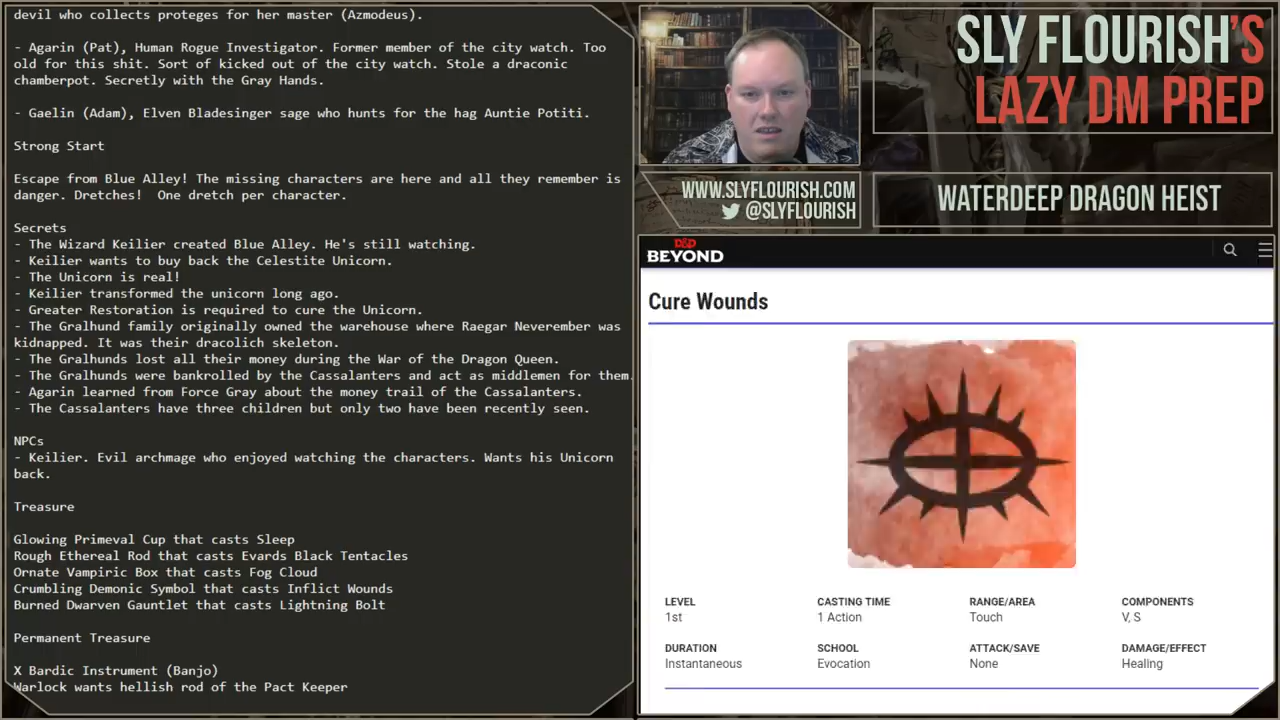 devil who collects proteges for her master (Azmodeus).
- Agarin (Pat), Human Rogue Investigator. Former member of the city watch. Too
old for this shit. Sort of kicked out of the city watch. Stole a draconic
chamberpot. Secretly with the Gray Hands.
- Gaelin (Adam), Elven Bladesinger sage who hunts for the hag Auntie Potiti.
Strong Start
Escape from Blue Alley! The missing characters are here and all they remember is
danger. Dretches!  One dretch per character.
Secrets
- The Wizard Keilier created Blue Alley. He's still watching.
- Keilier wants to buy back the Celestite Unicorn.
- The Unicorn is real!
- Keilier transformed the unicorn long ago.
- Greater Restoration is required to cure the Unicorn.
- The Gralhund family originally owned the warehouse where Raegar Neverember was
kidnapped. It was their dracolich skeleton.
- The Gralhunds lost all their money during the War of the Dragon Queen.
- The Gralhunds were bankrolled by the Cassalanters and act as middlemen for them.
- Agarin learned from Force Gray about the money trail of the Cassalanters.
- The Cassalanters have three children but only two have been recently seen.
NPCs
- Keilier. Evil archmage who enjoyed watching the characters. Wants his Unicorn
back.
Treasure
Glowing Primeval Cup that casts Sleep
Rough Ethereal Rod that casts Evards Black Tentacles
Ornate Vampiric Box that casts Fog Cloud
Crumbling Demonic Symbol that casts Inflict Wounds
Burned Dwarven Gauntlet that casts Lightning Bolt
Permanent Treasure
X Bardic Instrument (Banjo)
Warlock wants hellish rod of the Pact Keeper
SLY FLOURISH'S
LAZY DM PREP
WWW.SLYFLOURISH.COM
@SLYFLOURISH
WATERDEEP DRAGON HEIST
D&D
BEYOND
Cure Wounds
LEVEL CASTING TIME RANGE/AREA COMPONENTS
1st 1 Action Touch V, S
DURATION SCHOOL ATTACK/SAVE DAMAGE/EFFECT
Instantaneous Evocation None Healing